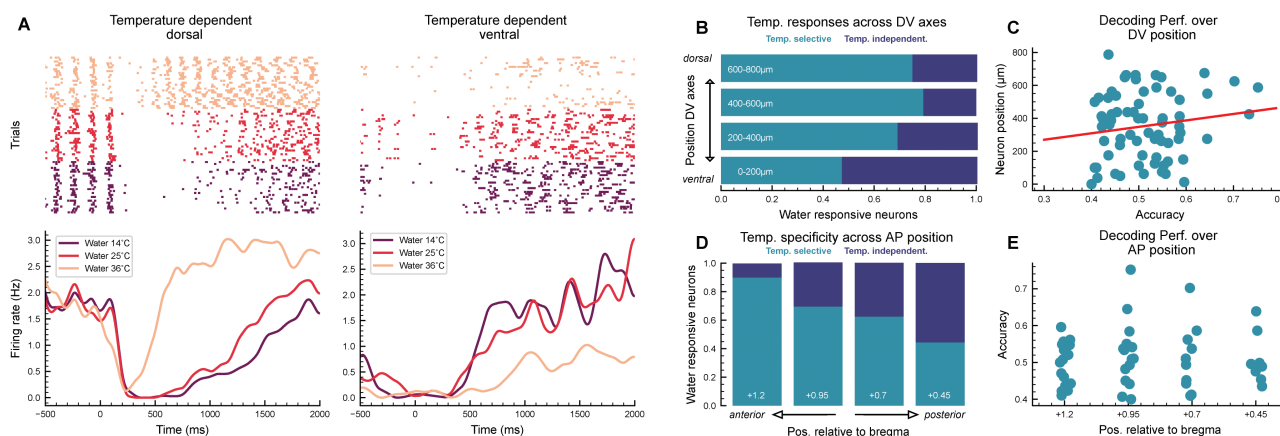 A
Temperature dependent
dorsal
Temperature dependent
ventral
Trials
Firing rate (Hz)
3.0
2.5
2.0
1.5
1.0
0.5
0.0
Water 14°C
Water 25°C
Water 36°C
−500
0
500
1000
1500
2000
Time (ms)
3.0
2.5
2.0
1.5
1.0
0.5
0.0
Water 14°C
Water 25°C
Water 36°C
−500
0
500
1000
1500
2000
Time (ms)
B
Temp. responses across DV axes
Temp. selective
Temp. independent.
dorsal
Position DV axes
ventral
600-800μm
400-600μm
200-400μm
0-200μm
0.0
0.2
0.4
0.6
0.8
1.0
Water responsive neurons
C
Decoding Perf. over
DV position
Neuron position (μm)
800
600
400
200
0
0.3
0.4
0.5
0.6
0.7
Accuracy
D
Temp. specificity across AP position
Temp. selective
Temp. independent.
Water responsive neurons
1.0
0.8
0.6
0.4
0.2
0.0
+1.2
+0.95
+0.7
+0.45
anterior
posterior
Pos. relative to bregma
E
Decoding Perf. over
AP position
Accuracy
0.7
0.6
0.5
0.4
+1.2
+0.95
+0.7
+0.45
Pos. relative to bregma